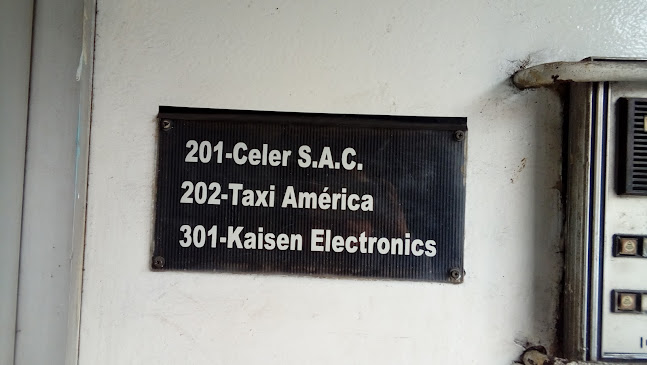 201-Celer S.A.C.
202-Taxi América
301-Kaisen Electronics